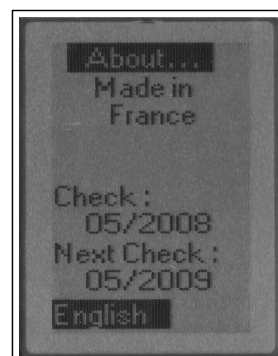 About...
Made in
France
Check :
05/2008
Next Check :
05/2009
English